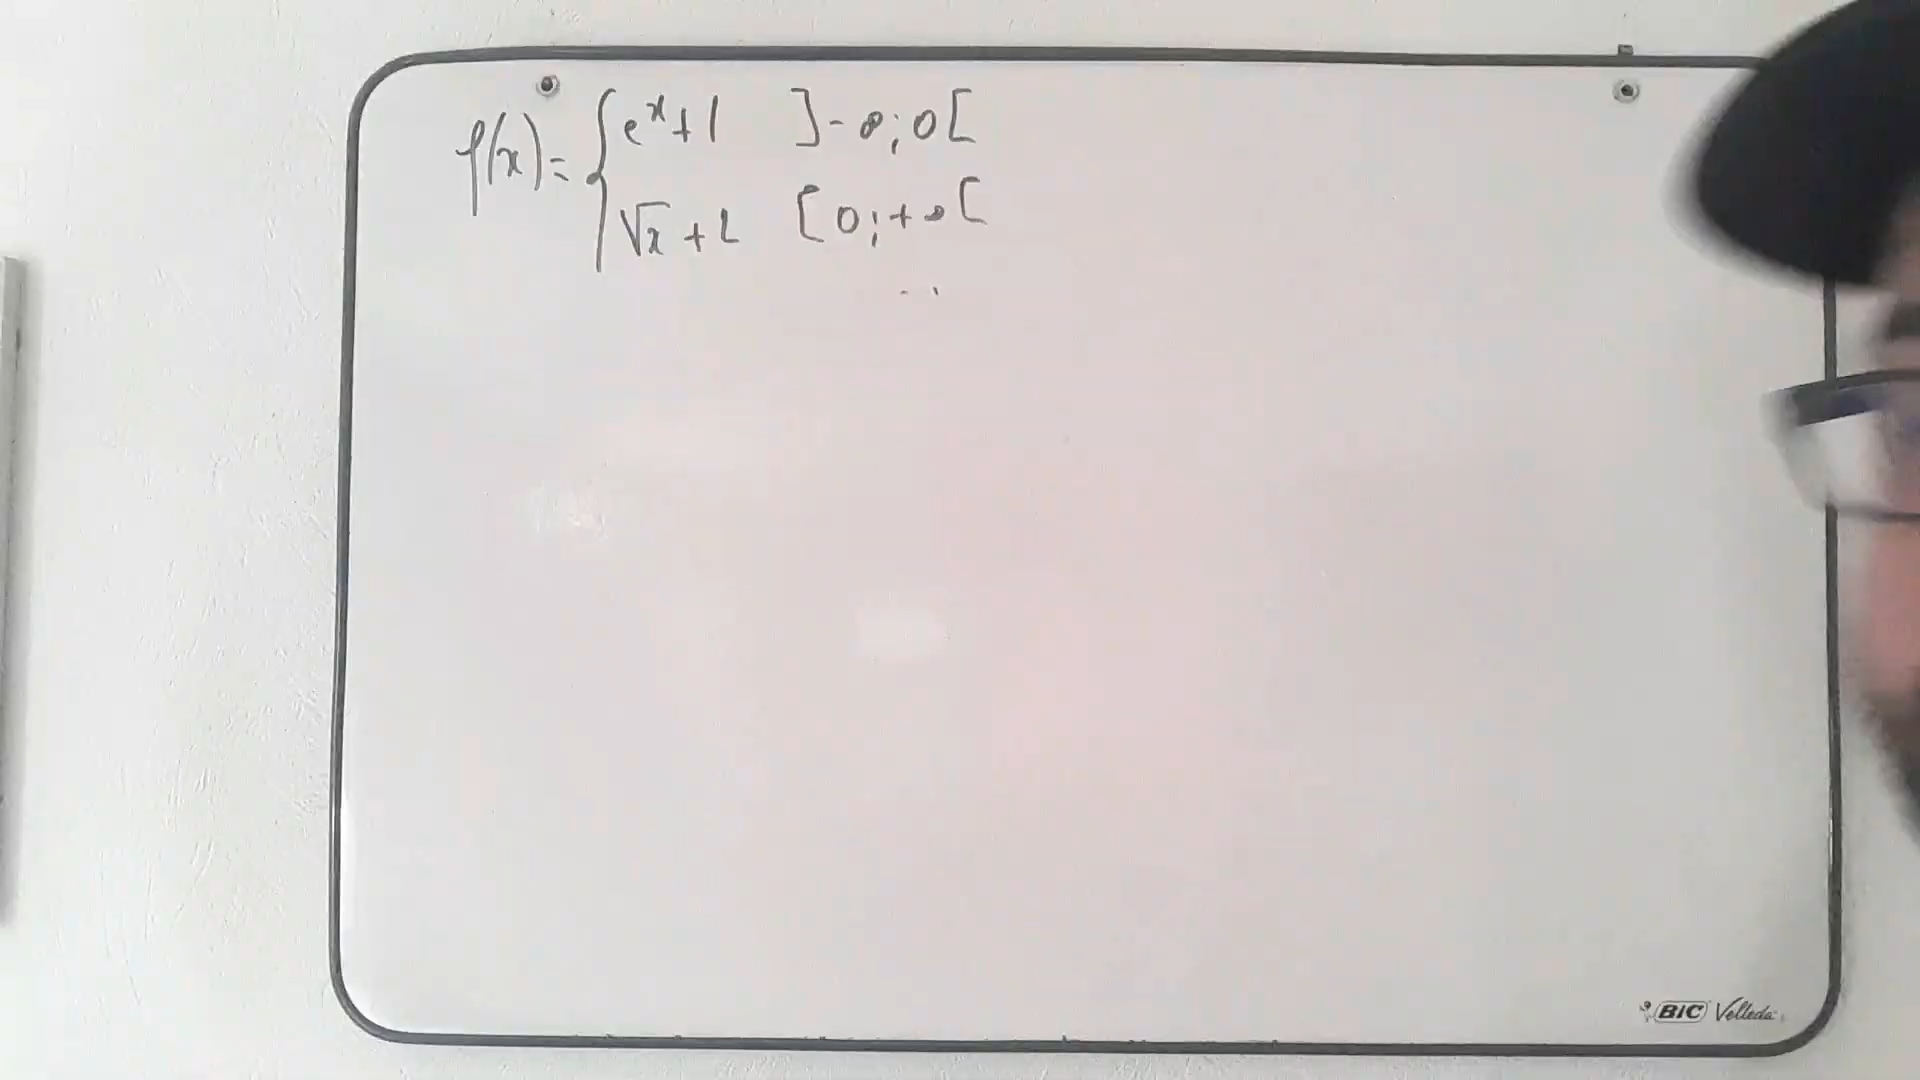 f(x) = { e^x + 1 ]-∞; 0[
√x + 2 [0; +∞[
BIC Velleda